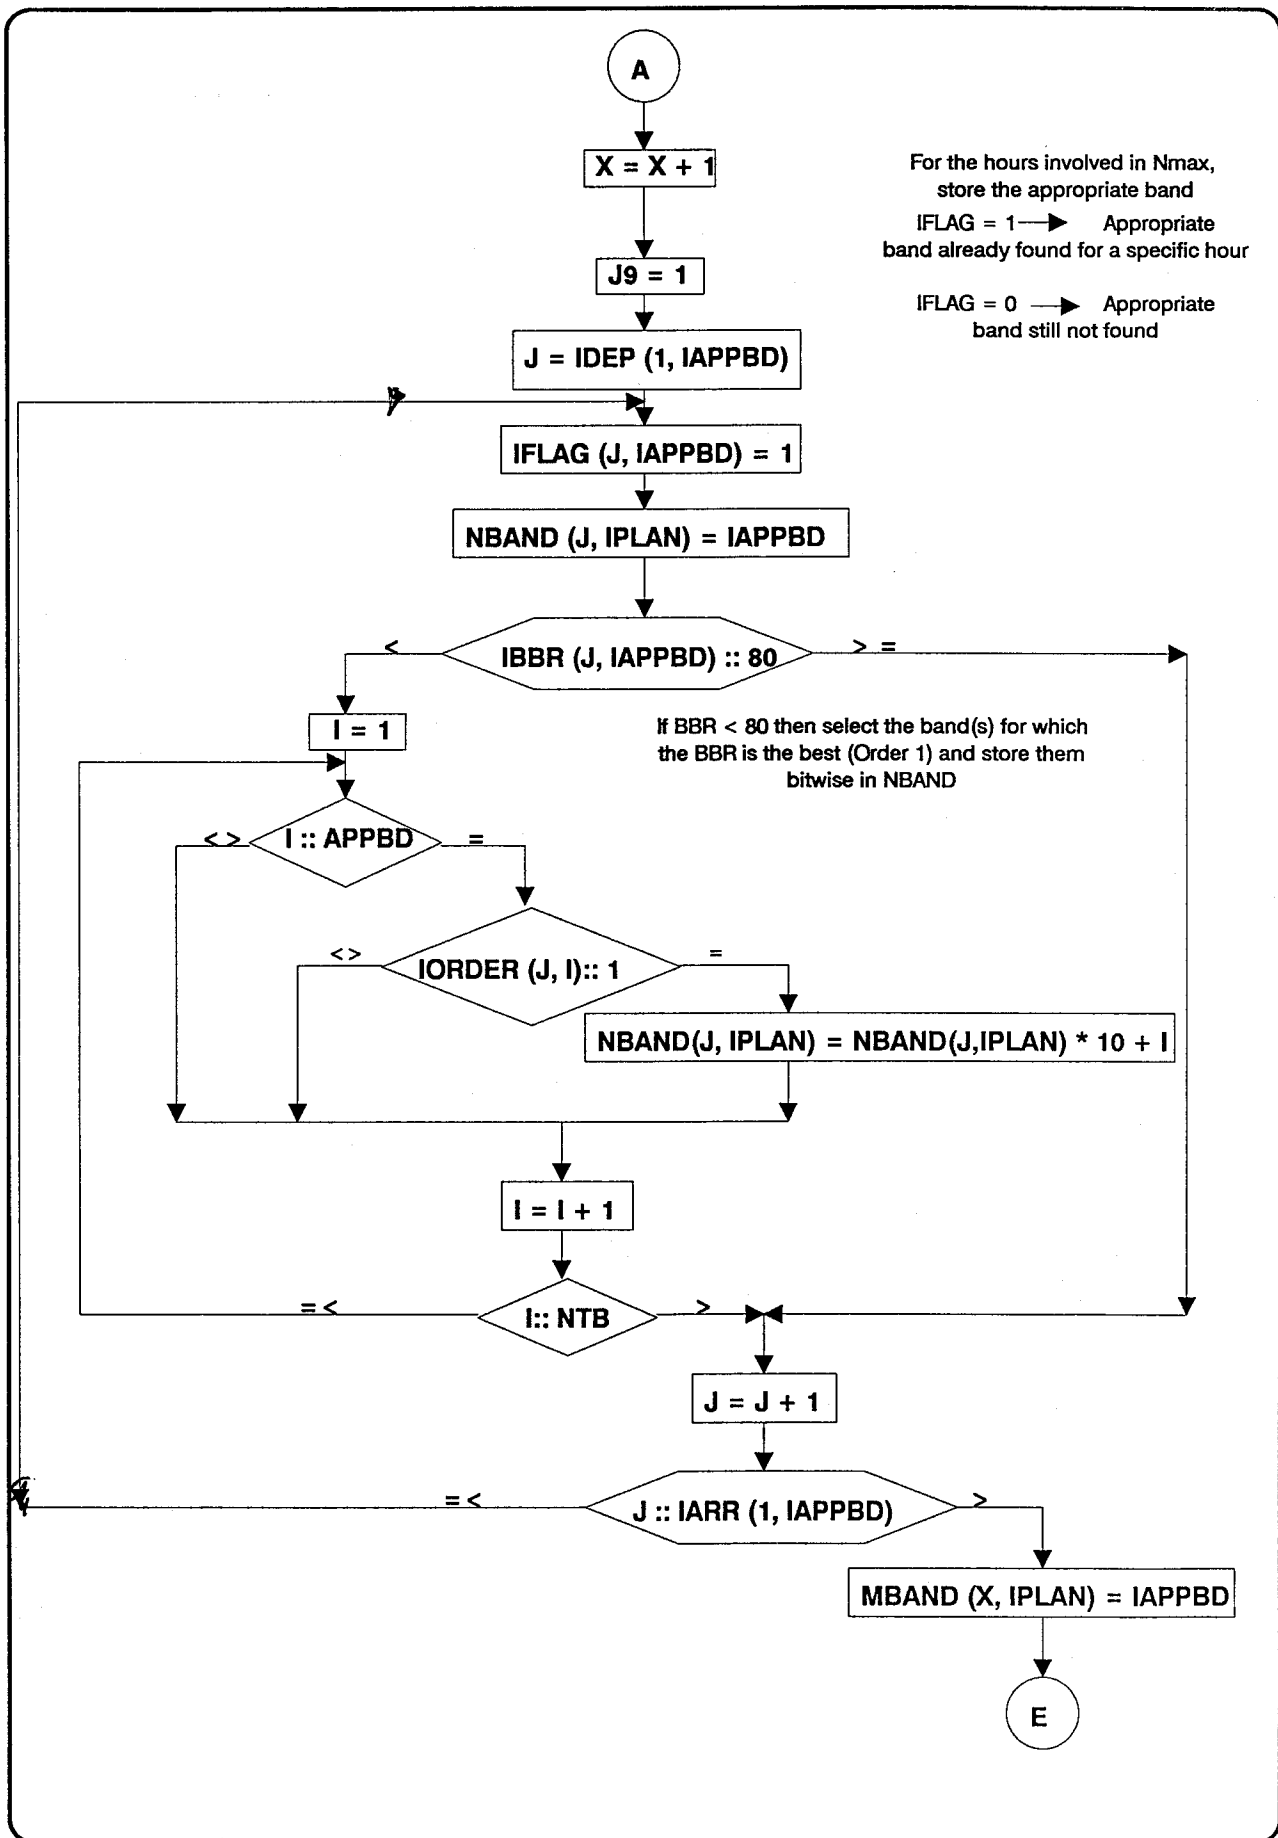 A
X = X + 1
For the hours involved in Nmax,
store the appropriate band
IFLAG = 1 Appropriate
band already found for a specific hour
J9 = 1
IFLAG = 0 Appropriate
band still not found
J = IDEP (1, IAPPBD)
IFLAG (J, IAPPBD) = 1
NBAND (J, IPLAN) = IAPPBD
<
IBBR (J, IAPPBD) :: 80
> =
I = 1
If BBR < 80 then select the band(s) for which
the BBR is the best (Order 1) and store them
bitwise in NBAND
< >
I :: APPBD
=
< >
IORDER (J, I):: 1
=
NBAND(J, IPLAN) = NBAND(J,IPLAN) * 10 + I
I = I + 1
= <
I:: NTB
>
J = J + 1
= <
J :: IARR (1, IAPPBD)
>
MBAND (X, IPLAN) = IAPPBD
E